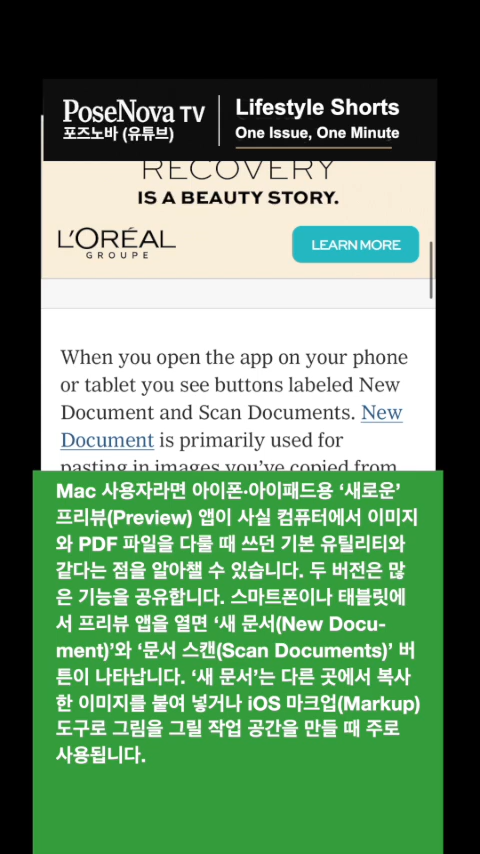 PoseNova TV
포즈노바 (유튜브)
Lifestyle Shorts
One Issue, One Minute
RECOVERY
IS A BEAUTY STORY.
L'ORÉAL
GROUPE
LEARN MORE
When you open the app on your phone
or tablet you see buttons labeled New
Document and Scan Documents. New
Document is primarily used for
pasting in images you've copied from
Mac 사용자라면 아이폰·아이패드용 ‘새로운’
프리뷰(Preview) 앱이 사실 컴퓨터에서 이미지
와 PDF 파일을 다룰 때 쓰던 기본 유틸리티와
같다는 점을 알아챌 수 있습니다. 두 버전은 많
은 기능을 공유합니다. 스마트폰이나 태블릿에
서 프리뷰 앱을 열면 ‘새 문서(New Docu-
ment)’와 ‘문서 스캔(Scan Documents)’ 버
튼이 나타납니다. ‘새 문서’는 다른 곳에서 복사
한 이미지를 붙여 넣거나 iOS 마크업(Markup)
도구로 그림을 그릴 작업 공간을 만들 때 주로
사용됩니다.